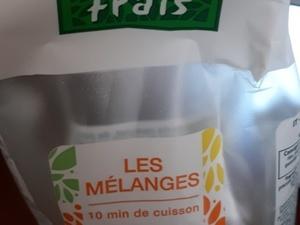 frais
LES
MÉLANGES
10 min de cuisson